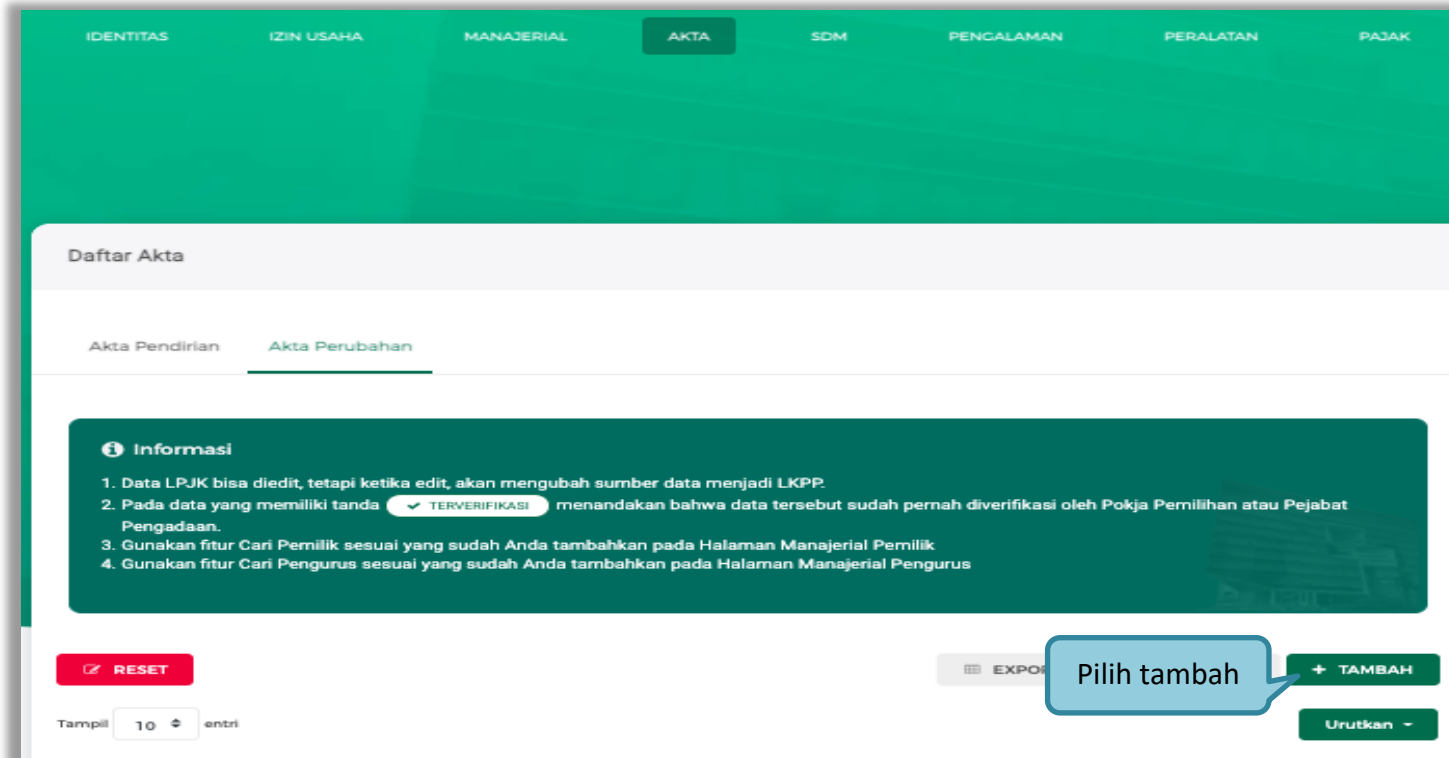 IDENTITAS IZIN USAHA MANAJERIAL AKTA SDM PENGALAMAN PERALATAN PAJAK
Daftar Akta
Akta Pendirian Akta Perubahan
Informasi
1. Data LPJK bisa diedit, tetapi ketika edit, akan mengubah sumber data menjadi LKPP.
2. Pada data yang memiliki tanda TERVERIFIKASI menandakan bahwa data tersebut sudah pernah diverifikasi oleh Pokja Pemilihan atau Pejabat
Pengadaan.
3. Gunakan fitur Cari Pemilik sesuai yang sudah Anda tambahkan pada Halaman Manajerial Pemilik
4. Gunakan fitur Cari Pengurus sesuai yang sudah Anda tambahkan pada Halaman Manajerial Pengurus
RESET EXPO Pilih tambah + TAMBAH
Tampil 10 entri Urutkan